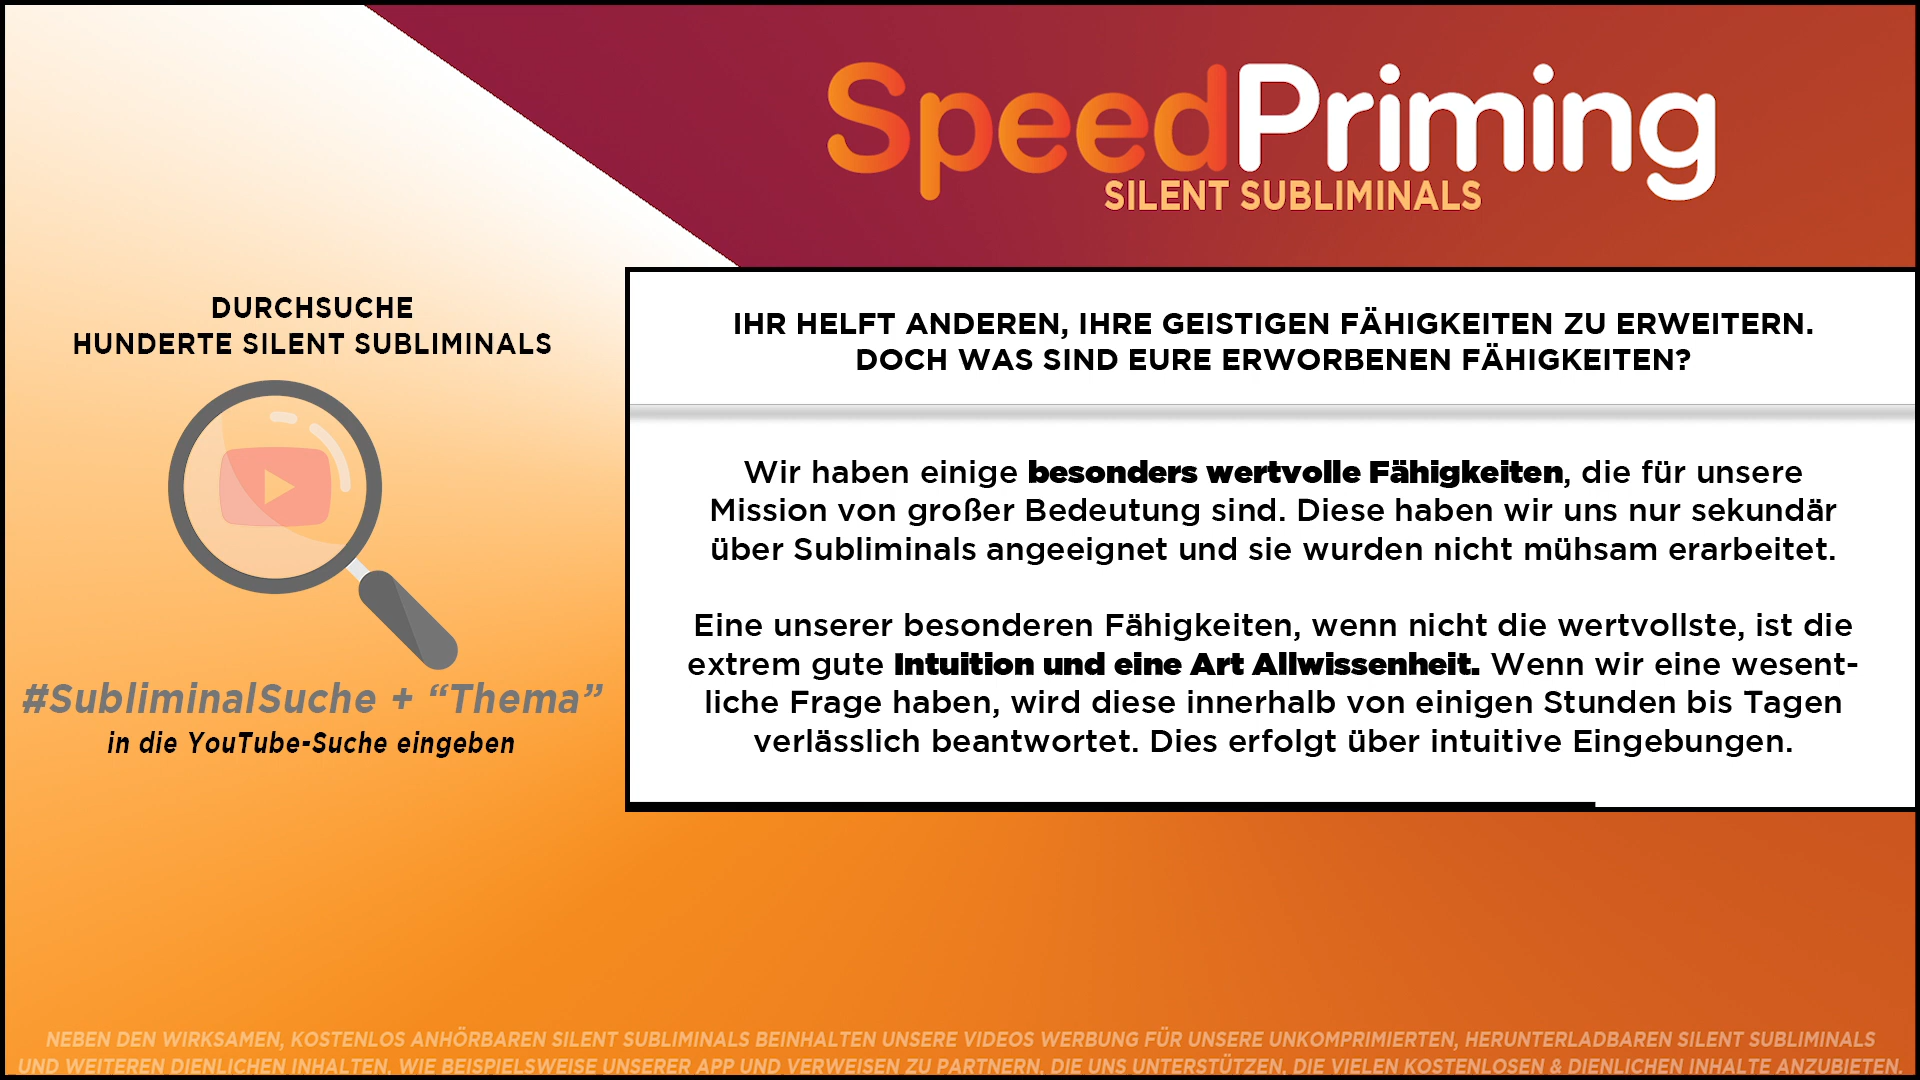 SpeedPriming
SILENT SUBLIMINALS
DURCHSUCHE
HUNDERTE SILENT SUBLIMINALS
#SubliminalSuche + “Thema”
in die YouTube-Suche eingeben
IHR HELFT ANDEREN, IHRE GEISTIGEN FÄHIGKEITEN ZU ERWEITERN.
DOCH WAS SIND EURE ERWORBENEN FÄHIGKEITEN?
Wir haben einige besonders wertvolle Fähigkeiten, die für unsere
Mission von großer Bedeutung sind. Diese haben wir uns nur sekundär
über Subliminals angeeignet und sie wurden nicht mühsam erarbeitet.
Eine unserer besonderen Fähigkeiten, wenn nicht die wertvollste, ist die
extrem gute Intuition und eine Art Allwissenheit. Wenn wir eine wesent-
liche Frage haben, wird diese innerhalb von einigen Stunden bis Tagen
verlässlich beantwortet. Dies erfolgt über intuitive Eingebungen.
NEBEN DEN WIRKSAMEN, KOSTENLOS ANHÖRBAREN SILENT SUBLIMINALS BEINHALTEN UNSERE VIDEOS WERBUNG FÜR UNSERE UNKOMPRIMIERTEN, HERUNTERLADBAREN SILENT SUBLIMINALS
UND WEITEREN DIENLICHEN INHALTEN, WIE BEISPIELSWEISE UNSERER APP UND VERWEISEN ZU PARTNERN, DIE UNS UNTERSTÜTZEN, DIE VIELEN KOSTENLOSEN & DIENLICHEN INHALTE ANZUBIETEN.